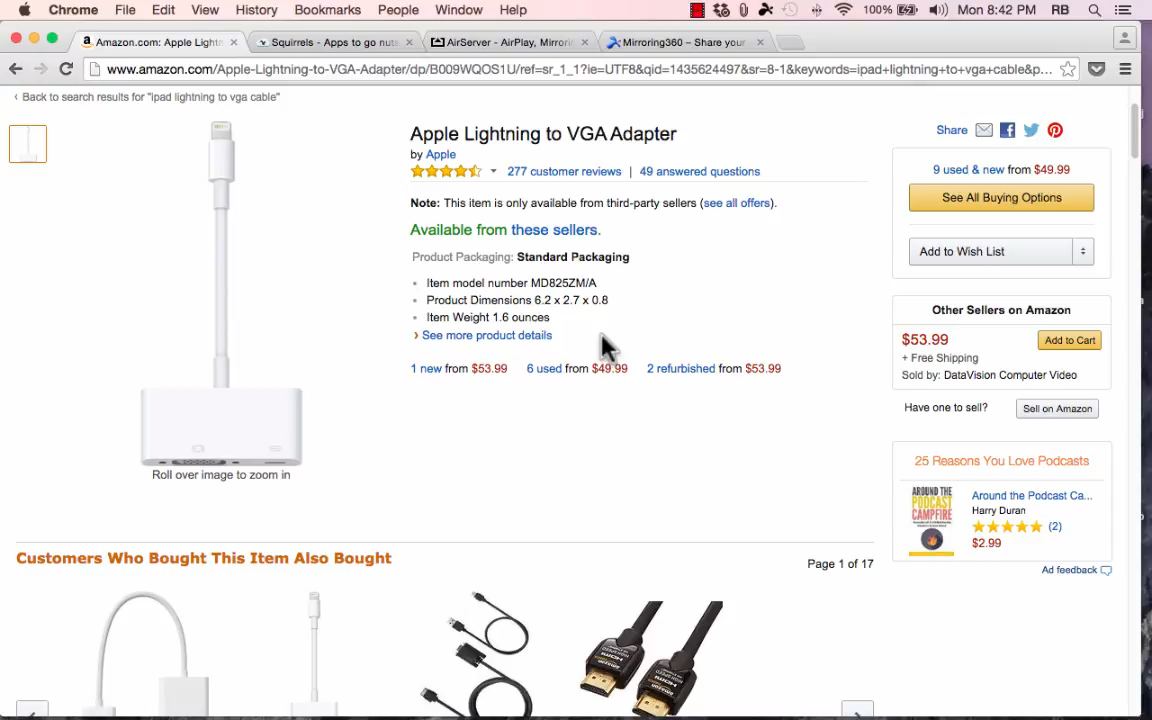 Chrome File Edit View History Bookmarks People Window Help 100% Mon 8:42 PM RB
Amazon.com: Apple Lightn
Squirrels - Apps to go nuts
AirServer - AirPlay, Mirrori
Mirroring360 – Share your
www.amazon.com/Apple-Lightning-to-VGA-Adapter/dp/B009WQOS1U/ref=sr_1_1?ie=UTF8&qid=1435624497&sr=8-1&keywords=ipad+lightning+to+vga+cable&p...
‹ Back to search results for "ipad lightning to vga cable"
Apple Lightning to VGA Adapter
by Apple
277 customer reviews | 49 answered questions
Note: This item is only available from third-party sellers (see all offers).
Available from these sellers.
Product Packaging: Standard Packaging
• Item model number MD825ZM/A
• Product Dimensions 6.2 x 2.7 x 0.8
• Item Weight 1.6 ounces
› See more product details
1 new from $53.99 6 used from $49.99 2 refurbished from $53.99
Roll over image to zoom in
Share
9 used & new from $49.99
See All Buying Options
Add to Wish List
Other Sellers on Amazon
$53.99 Add to Cart
+ Free Shipping
Sold by: DataVision Computer Video
Have one to sell? Sell on Amazon
25 Reasons You Love Podcasts
AROUND THE PODCAST CAMPFIRE
Around the Podcast Ca...
Harry Duran
(2)
$2.99
Ad feedback
Customers Who Bought This Item Also Bought
Page 1 of 17